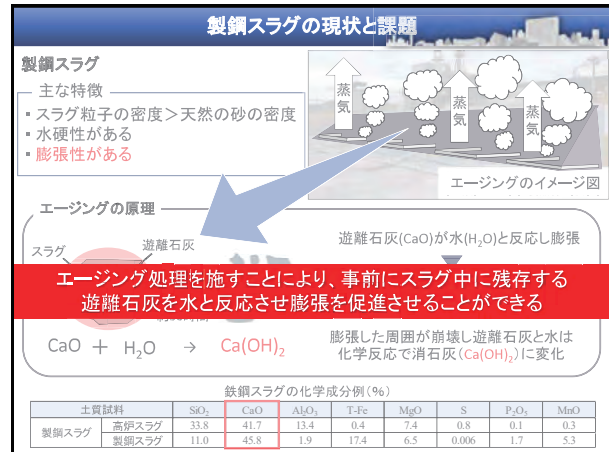 製鋼スラグの現状と課題
製鋼スラグ
主な特徴
▪スラグ粒子の密度＞天然の砂の密度
▪水硬性がある
▪膨張性がある
蒸気
蒸気
蒸気
蒸気
エージングのイメージ図
エージングの原理
スラグ
遊離石灰
遊離石灰(CaO)が水(H₂O)と反応し膨張
エージング処理を施すことにより、事前にスラグ中に残存する
遊離石灰を水と反応させ膨張を促進させることができる
CaO ＋ H₂O → Ca(OH)₂
膨張した周囲が崩壊し遊離石灰と水は
化学反応で消石灰(Ca(OH)₂)に変化
鉄鋼スラグの化学成分例(%)
土質試料 SiO₂ CaO Al₂O₃ T-Fe MgO S P₂O₅ MnO
製鋼スラグ 高炉スラグ 33.8 41.7 13.4 0.4 7.4 0.8 0.1 0.3
製鋼スラグ 11.0 45.8 1.9 17.4 6.5 0.006 1.7 5.3